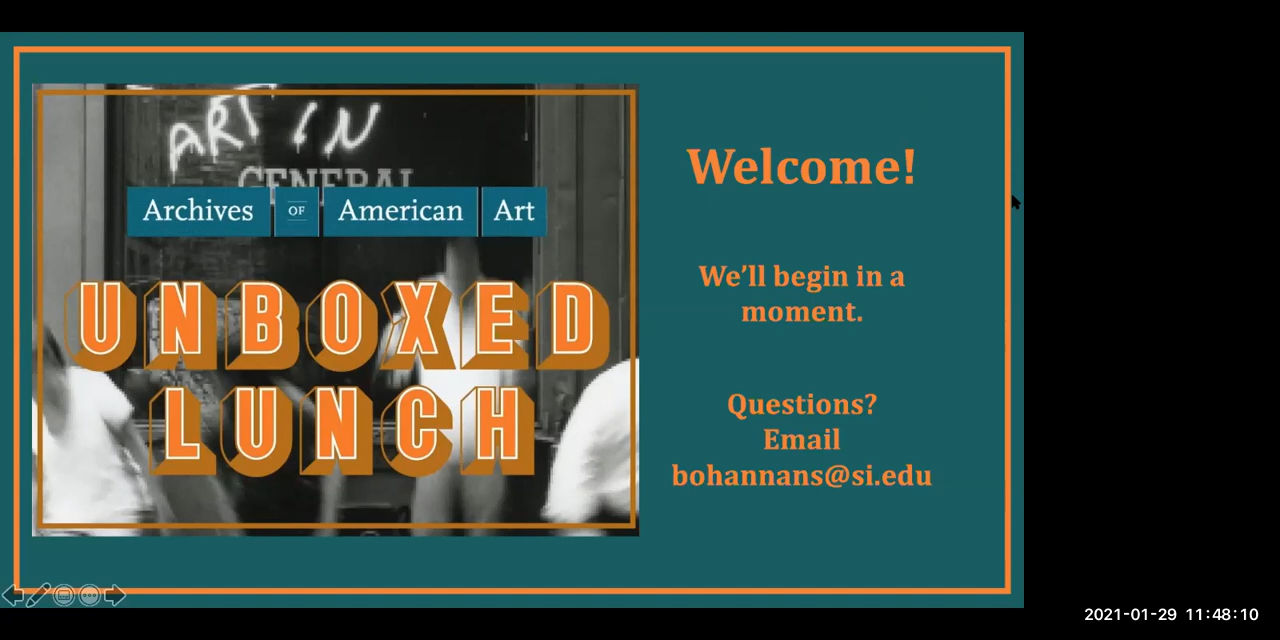 ART IN
GENERAL
Archives OF American Art
UNBOXED
LUNCH
Welcome!
We’ll begin in a
moment.
Questions?
Email
bohannans@si.edu
2021-01-29 11:48:10